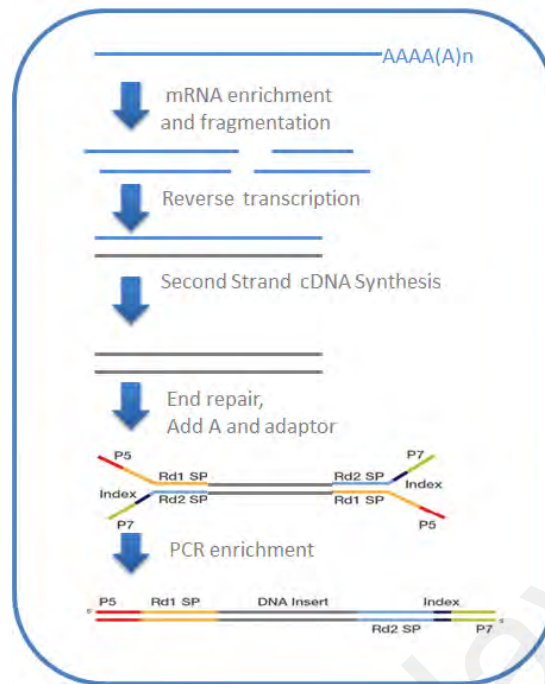 AAAA(A)n
mRNA enrichment
and fragmentation
Reverse transcription
Second Strand cDNA Synthesis
End repair,
Add A and adaptor
P5 P7
Rd1 SP Rd2 SP
Index Index
Rd2 SP Rd1 SP
P7 P5
PCR enrichment
P5 Rd1 SP DNA Insert Index
Rd2 SP P7